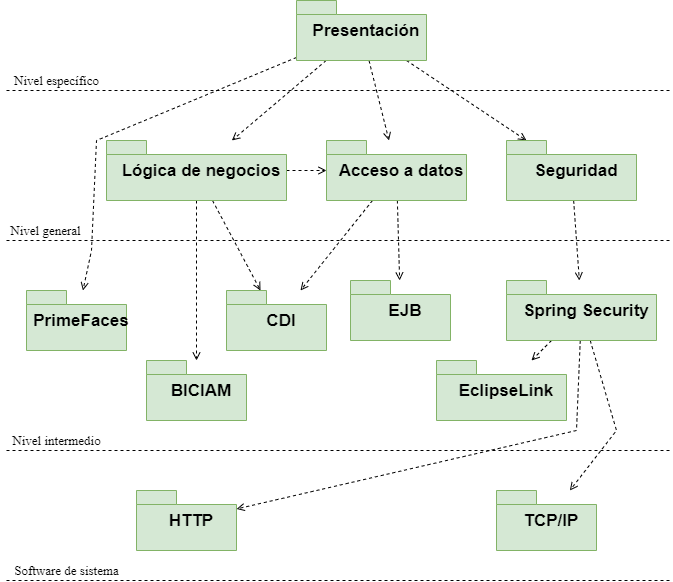 Presentación
Nivel específico
Lógica de negocios
Acceso a datos
Seguridad
Nivel general
PrimeFaces
CDI
EJB
Spring Security
BICIAM
EclipseLink
Nivel intermedio
HTTP
TCP/IP
Software de sistema